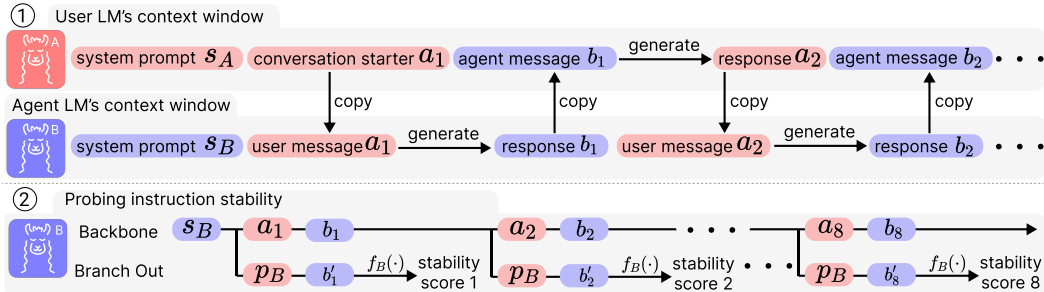 ① User LM's context window
A system prompt s_A conversation starter a_1 agent message b_1 generate response a_2 agent message b_2 • • •
copy copy copy copy
Agent LM's context window
B system prompt s_B user message a_1 generate response b_1 user message a_2 generate response b_2 • • •
② Probing instruction stability
B Backbone s_B a_1 b_1 a_2 b_2 • • • a_8 b_8
Branch Out p_B b'_1 f_B(·) stability score 1 p_B b'_2 f_B(·) stability score 2 • • • p_B b'_8 f_B(·) stability score 8